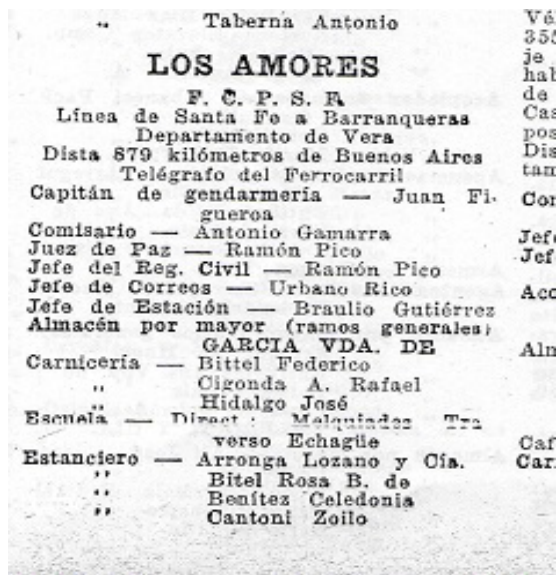 „ Taberna Antonio
LOS AMORES
F. C. P. S. F.
Línea de Santa Fe a Barranqueras
Departamento de Vera
Dista 879 kilómetros de Buenos Aires
Telégrafo del Ferrocarril
Capitán de gendarmería — Juan Fi-
gueroa
Comisario — Antonio Gamarra
Juez de Paz — Ramón Pico
Jefe del Reg. Civil — Ramón Pico
Jefe de Correos — Urbano Rico
Jefe de Estación — Braulio Gutiérrez
Almacén por mayor (ramos generales)
GARCIA VDA. DE
Carnicería — Bittel Federico
„ Cigonda A. Rafael
„ Hidalgo José
Escuela — Direct. Melquiades Tra
verso Echagüe
Estanciero — Arronga Lozano y Cía.
„ Bitel Rosa B. de
„ Benítez Celedonia
„ Cantoni Zoilo